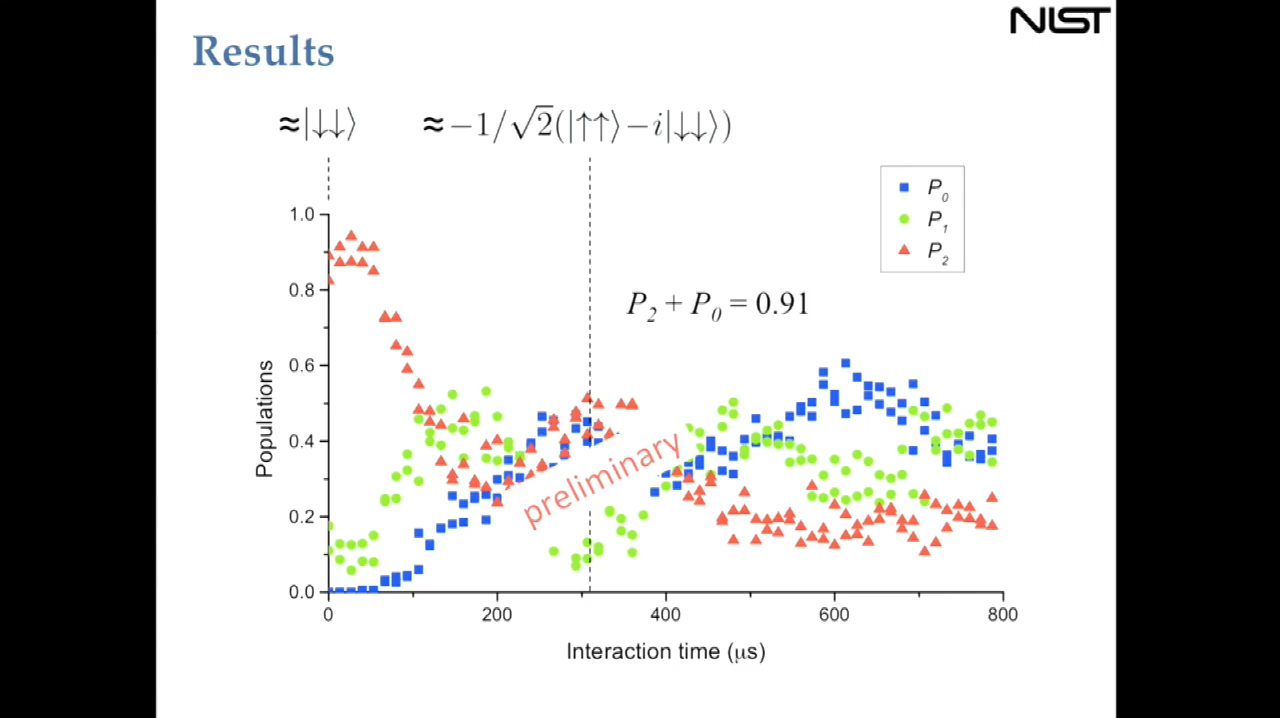 NIST
Results
≈|↓↓⟩
≈ −1/√2(|↑↑⟩ − i|↓↓⟩)
P₀
P₁
P₂
P₂ + P₀ = 0.91
preliminary
1.0
0.8
0.6
0.4
0.2
0.0
Populations
0 200 400 600 800
Interaction time (μs)